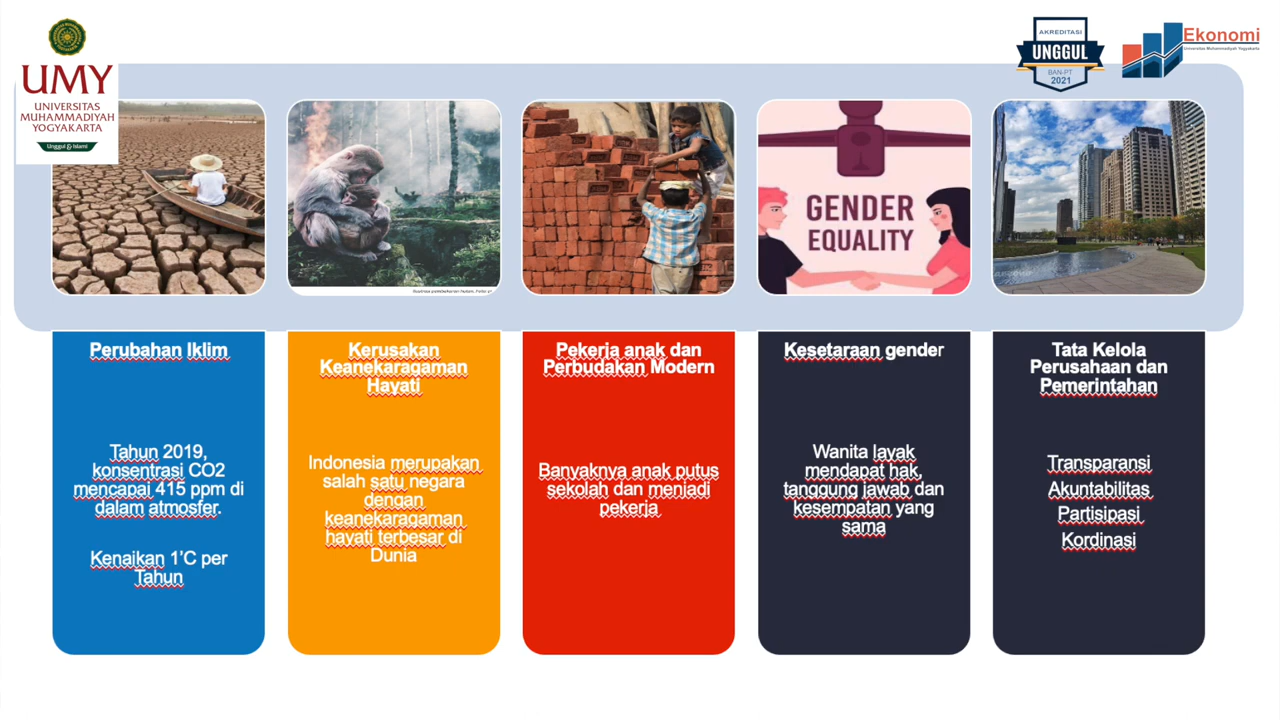 UMY
UNIVERSITAS
MUHAMMADIYAH
YOGYAKARTA
Unggul & Islami
AKREDITASI
UNGGUL
BAN-PT
2021
Ekonomi
Universitas Muhammadiyah Yogyakarta
GENDER
EQUALITY
Perubahan Iklim
Tahun 2019,
konsentrasi CO2
mencapai 415 ppm di
dalam atmosfer.
Kenaikan 1'C per
Tahun
Kerusakan
Keanekaragaman
Hayati
Indonesia merupakan
salah satu negara
dengan
keanekaragaman
hayati terbesar di
Dunia
Pekerja anak dan
Perbudakan Modern
Banyaknya anak putus
sekolah dan menjadi
pekerja
Kesetaraan gender
Wanita layak
mendapat hak,
tanggung jawab dan
kesempatan yang
sama
Tata Kelola
Perusahaan dan
Pemerintahan
Transparansi
Akuntabilitas
Partisipasi
Kordinasi